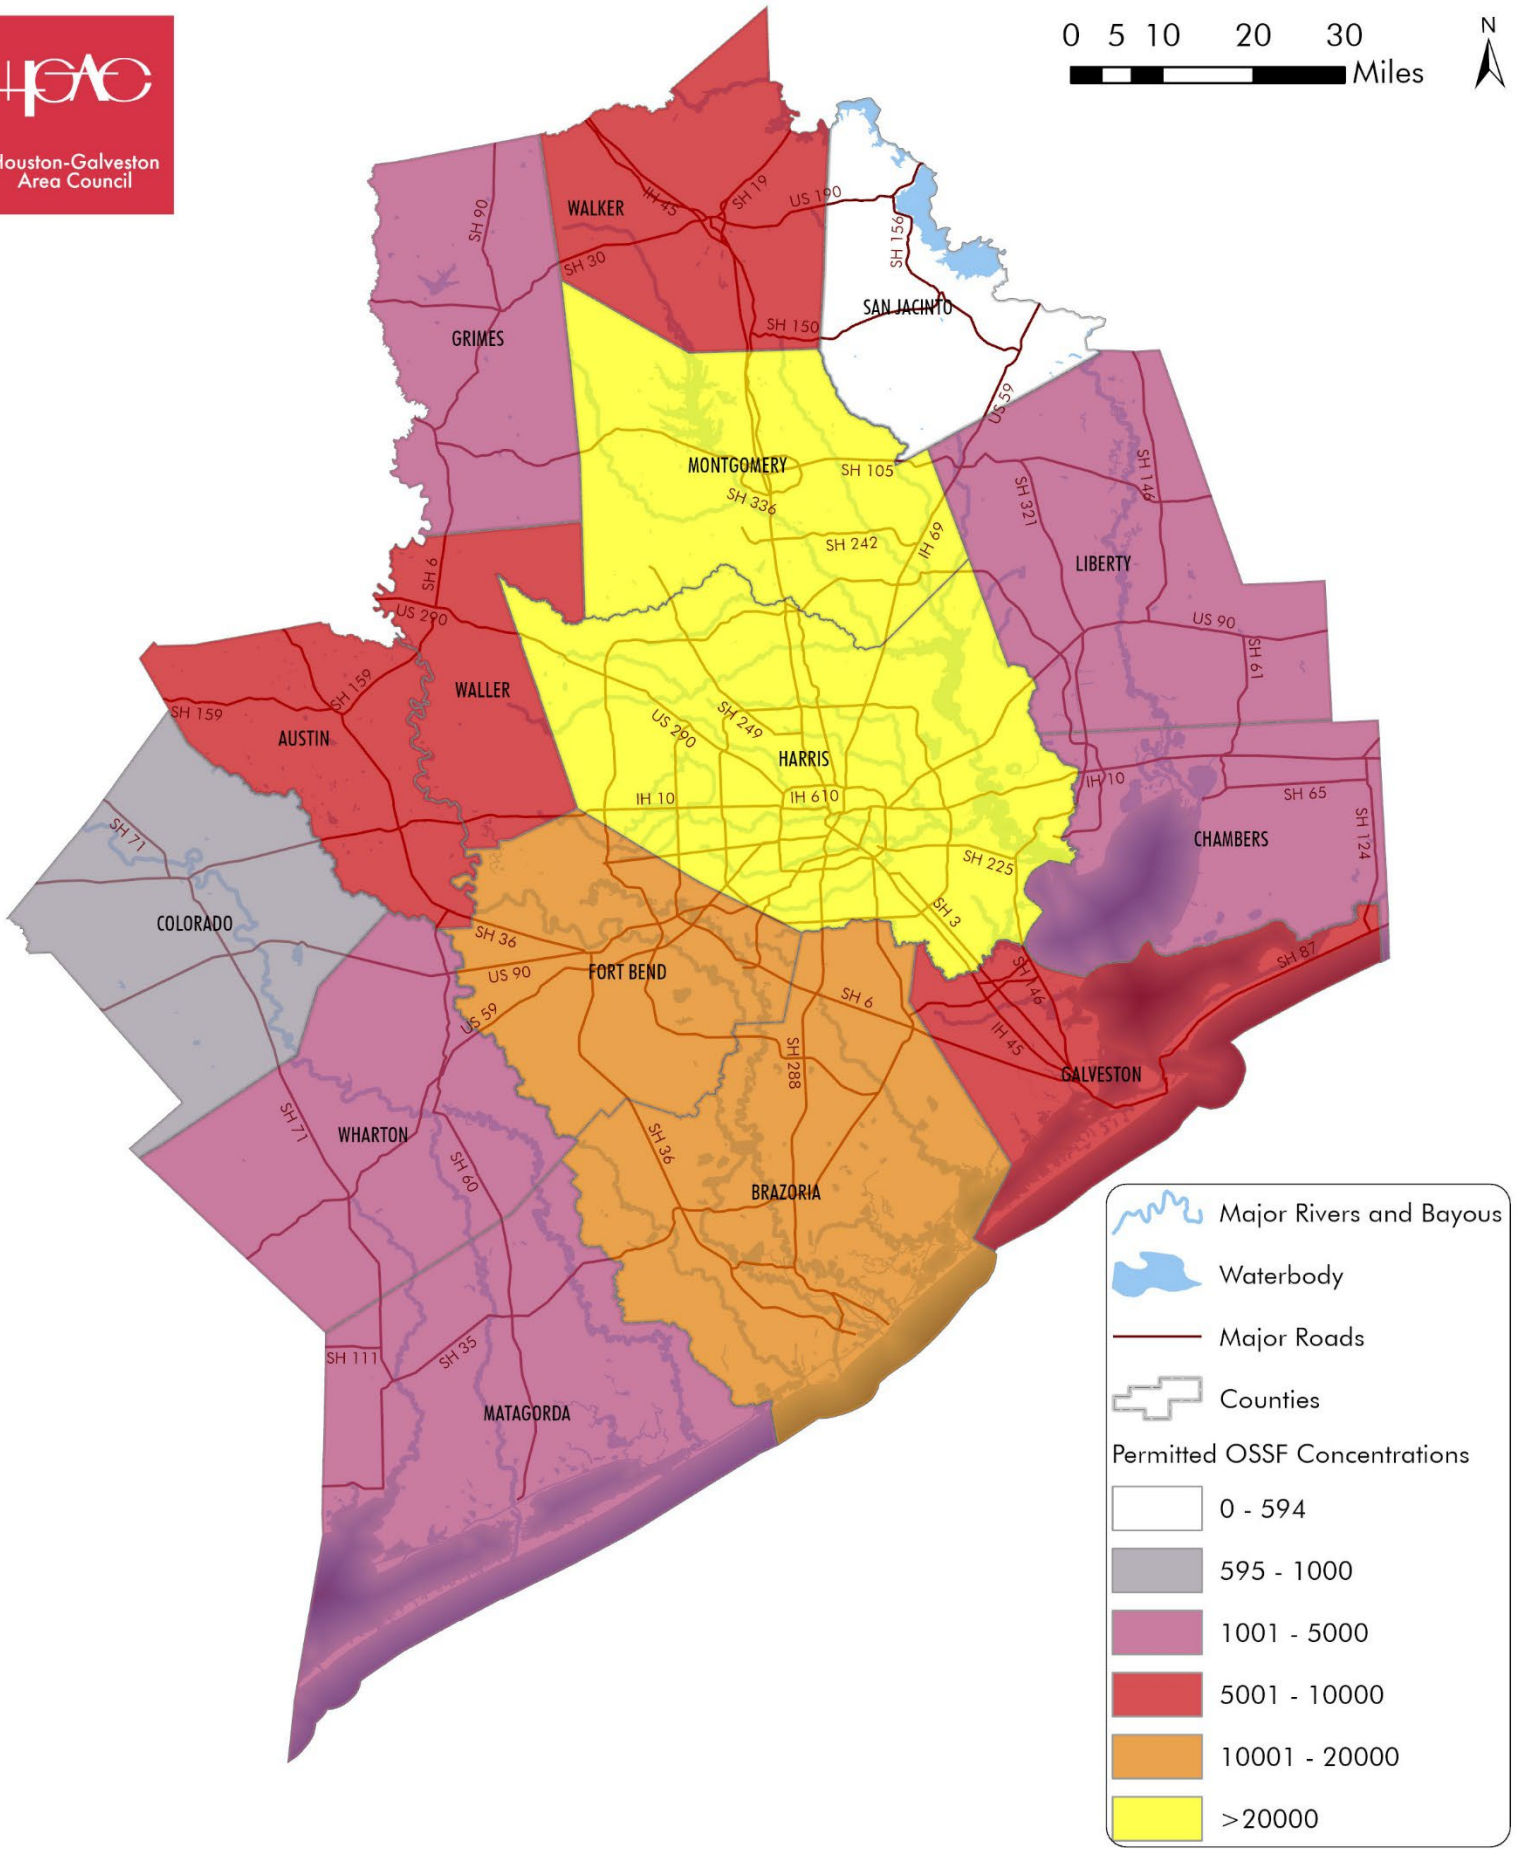 HGAC
Houston-Galveston
Area Council
0 5 10 20 30
Miles
N
SH 90
WALKER
IH 45
SH 19
US 190
SH 30
SH 156
SAN JACINTO
SH 150
GRIMES
US 59
MONTGOMERY
SH 105
SH 336
SH 146
SH 321
SH 242
IH 69
LIBERTY
SH 6
US 290
US 90
SH 61
WALLER
SH 159
SH 159
AUSTIN
US 290
SH 249
HARRIS
IH 10
IH 610
IH 10
SH 65
SH 71
CHAMBERS
SH 124
SH 225
COLORADO
SH 3
SH 36
US 90
FORT BEND
SH 87
SH 146
SH 6
US 59
IH 45
SH 288
GALVESTON
SH 71
WHARTON
SH 36
SH 60
BRAZORIA
SH 111
SH 35
MATAGORDA
Major Rivers and Bayous
Waterbody
Major Roads
Counties
Permitted OSSF Concentrations
0 - 594
595 - 1000
1001 - 5000
5001 - 10000
10001 - 20000
>20000